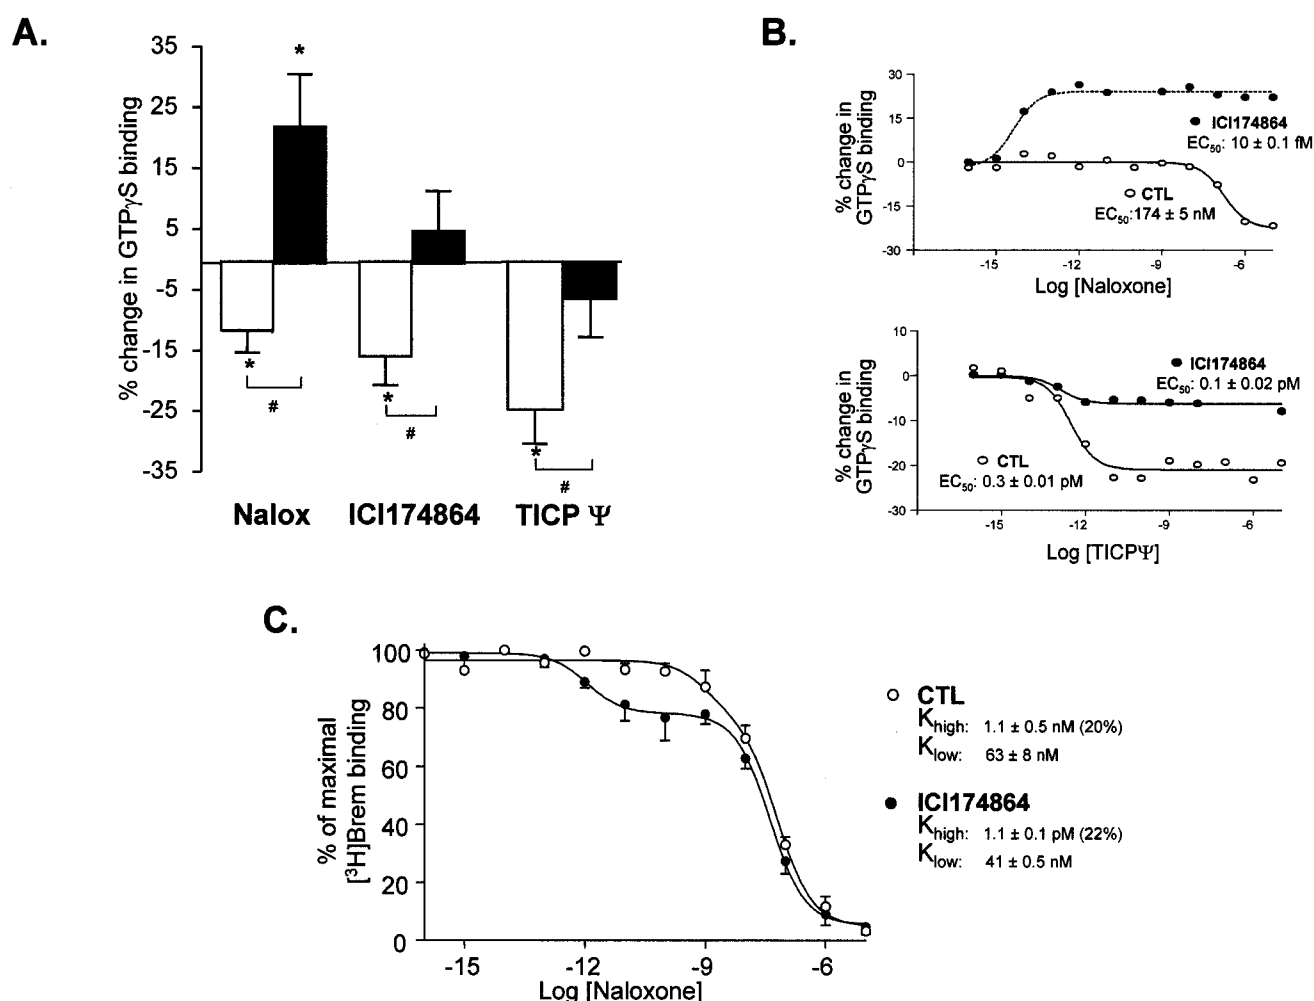 A.
% change in GTPγS binding
35
25
15
5
-5
-15
-25
-35
*
*
#
*
#
*
#
Nalox
ICI174864
TICP Ψ
B.
% change in
GTPγS binding
30
15
0
-15
-30
ICI174864
EC50: 10 ± 0.1 fM
CTL
EC50:174 ± 5 nM
-15
-12
-9
-6
Log [Naloxone]
% change in
GTPγS binding
10
0
-10
-20
-30
ICI174864
EC50: 0.1 ± 0.02 pM
CTL
EC50: 0.3 ± 0.01 pM
-15
-12
-9
-6
Log [TICPΨ]
C.
% of maximal
[³H]Brem binding
100
80
60
40
20
0
-15
-12
-9
-6
Log [Naloxone]
CTL
Khigh: 1.1 ± 0.5 nM (20%)
Klow: 63 ± 8 nM
ICI174864
Khigh: 1.1 ± 0.1 pM (22%)
Klow: 41 ± 0.5 nM